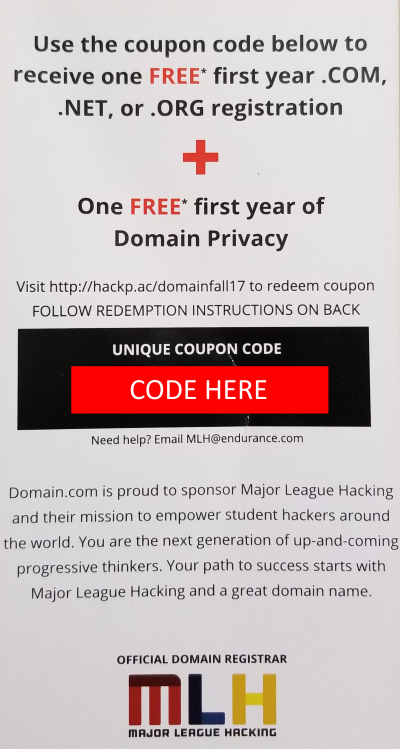 Use the coupon code below to
receive one FREE* first year .COM,
.NET, or .ORG registration
+
One FREE* first year of
Domain Privacy
Visit http://hackp.ac/domainfall17 to redeem coupon
FOLLOW REDEMPTION INSTRUCTIONS ON BACK
UNIQUE COUPON CODE
CODE HERE
Need help? Email MLH@endurance.com
Domain.com is proud to sponsor Major League Hacking
and their mission to empower student hackers around
the world. You are the next generation of up-and-coming
progressive thinkers. Your path to success starts with
Major League Hacking and a great domain name.
OFFICIAL DOMAIN REGISTRAR
MLH
MAJOR LEAGUE HACKING